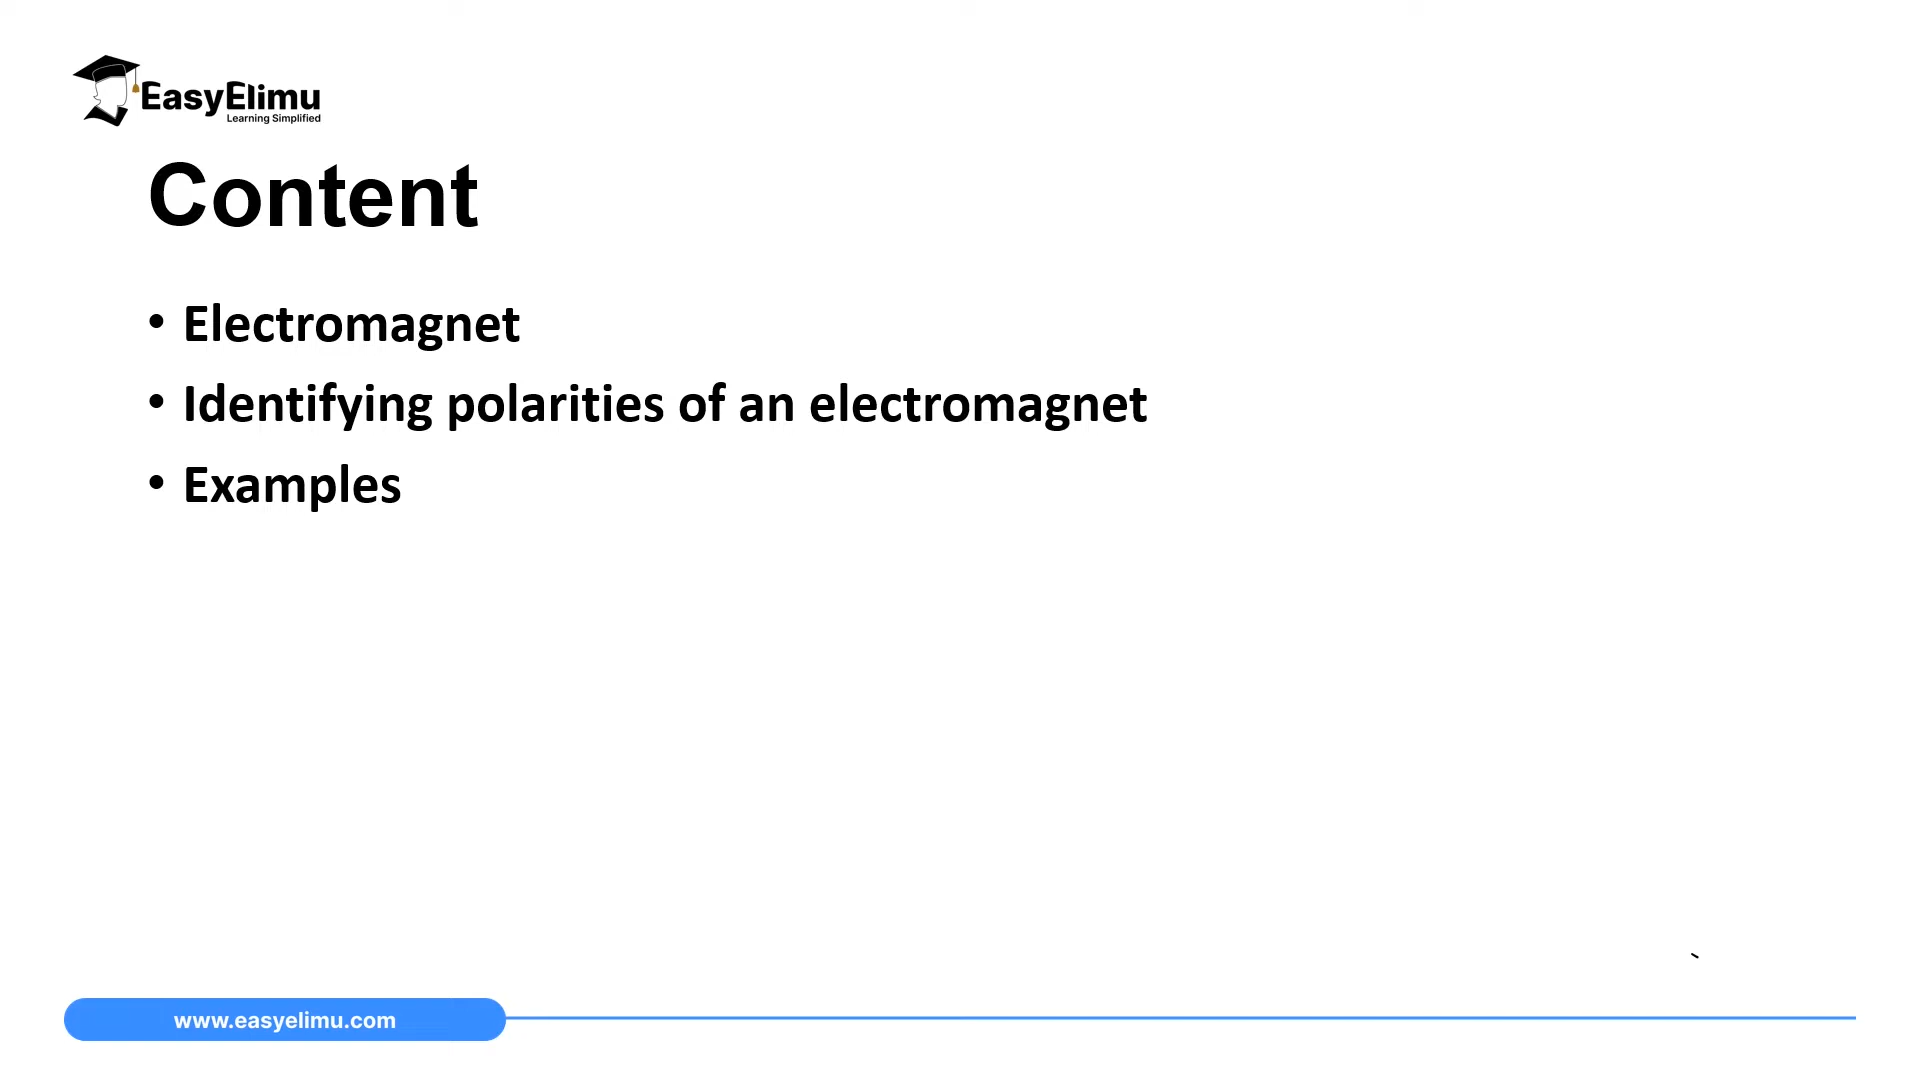 EasyElimu
Learning Simplified
Content
• Electromagnet
• Identifying polarities of an electromagnet
• Examples
www.easyelimu.com